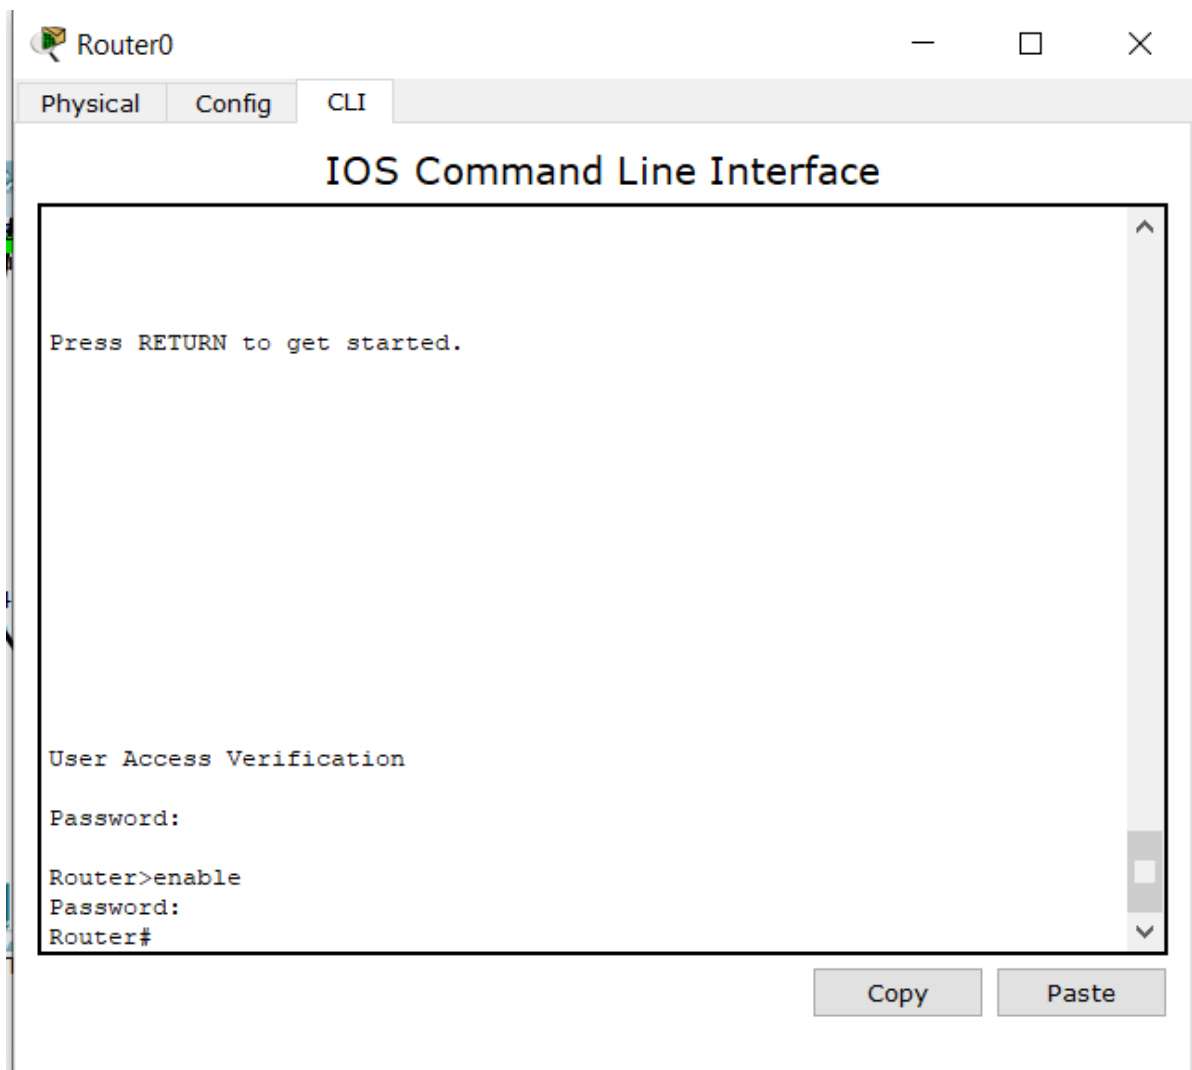 Router0
Physical Config CLI
IOS Command Line Interface
Press RETURN to get started.
User Access Verification
Password:
Router>enable
Password:
Router#
Copy Paste